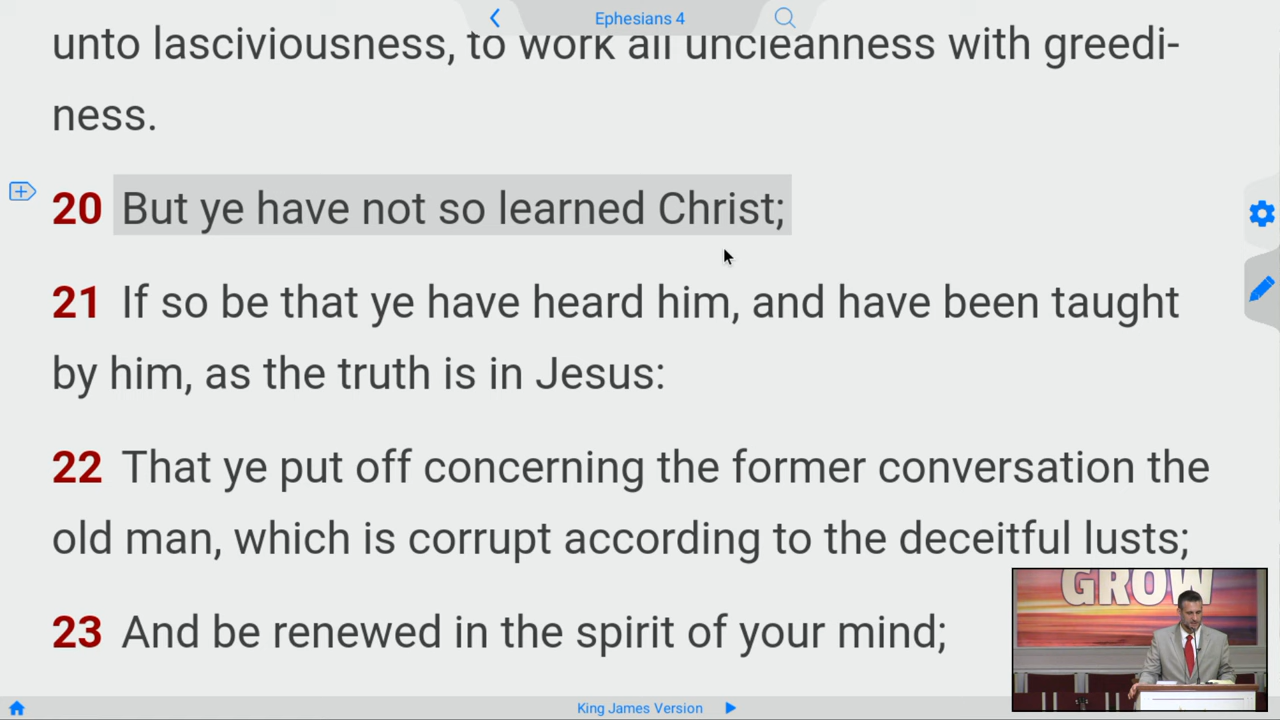 Ephesians 4
unto lasciviousness, to work all uncleanness with greedi-
ness.
20 But ye have not so learned Christ;
21 If so be that ye have heard him, and have been taught
by him, as the truth is in Jesus:
22 That ye put off concerning the former conversation the
old man, which is corrupt according to the deceitful lusts;
23 And be renewed in the spirit of your mind;
GROW
King James Version